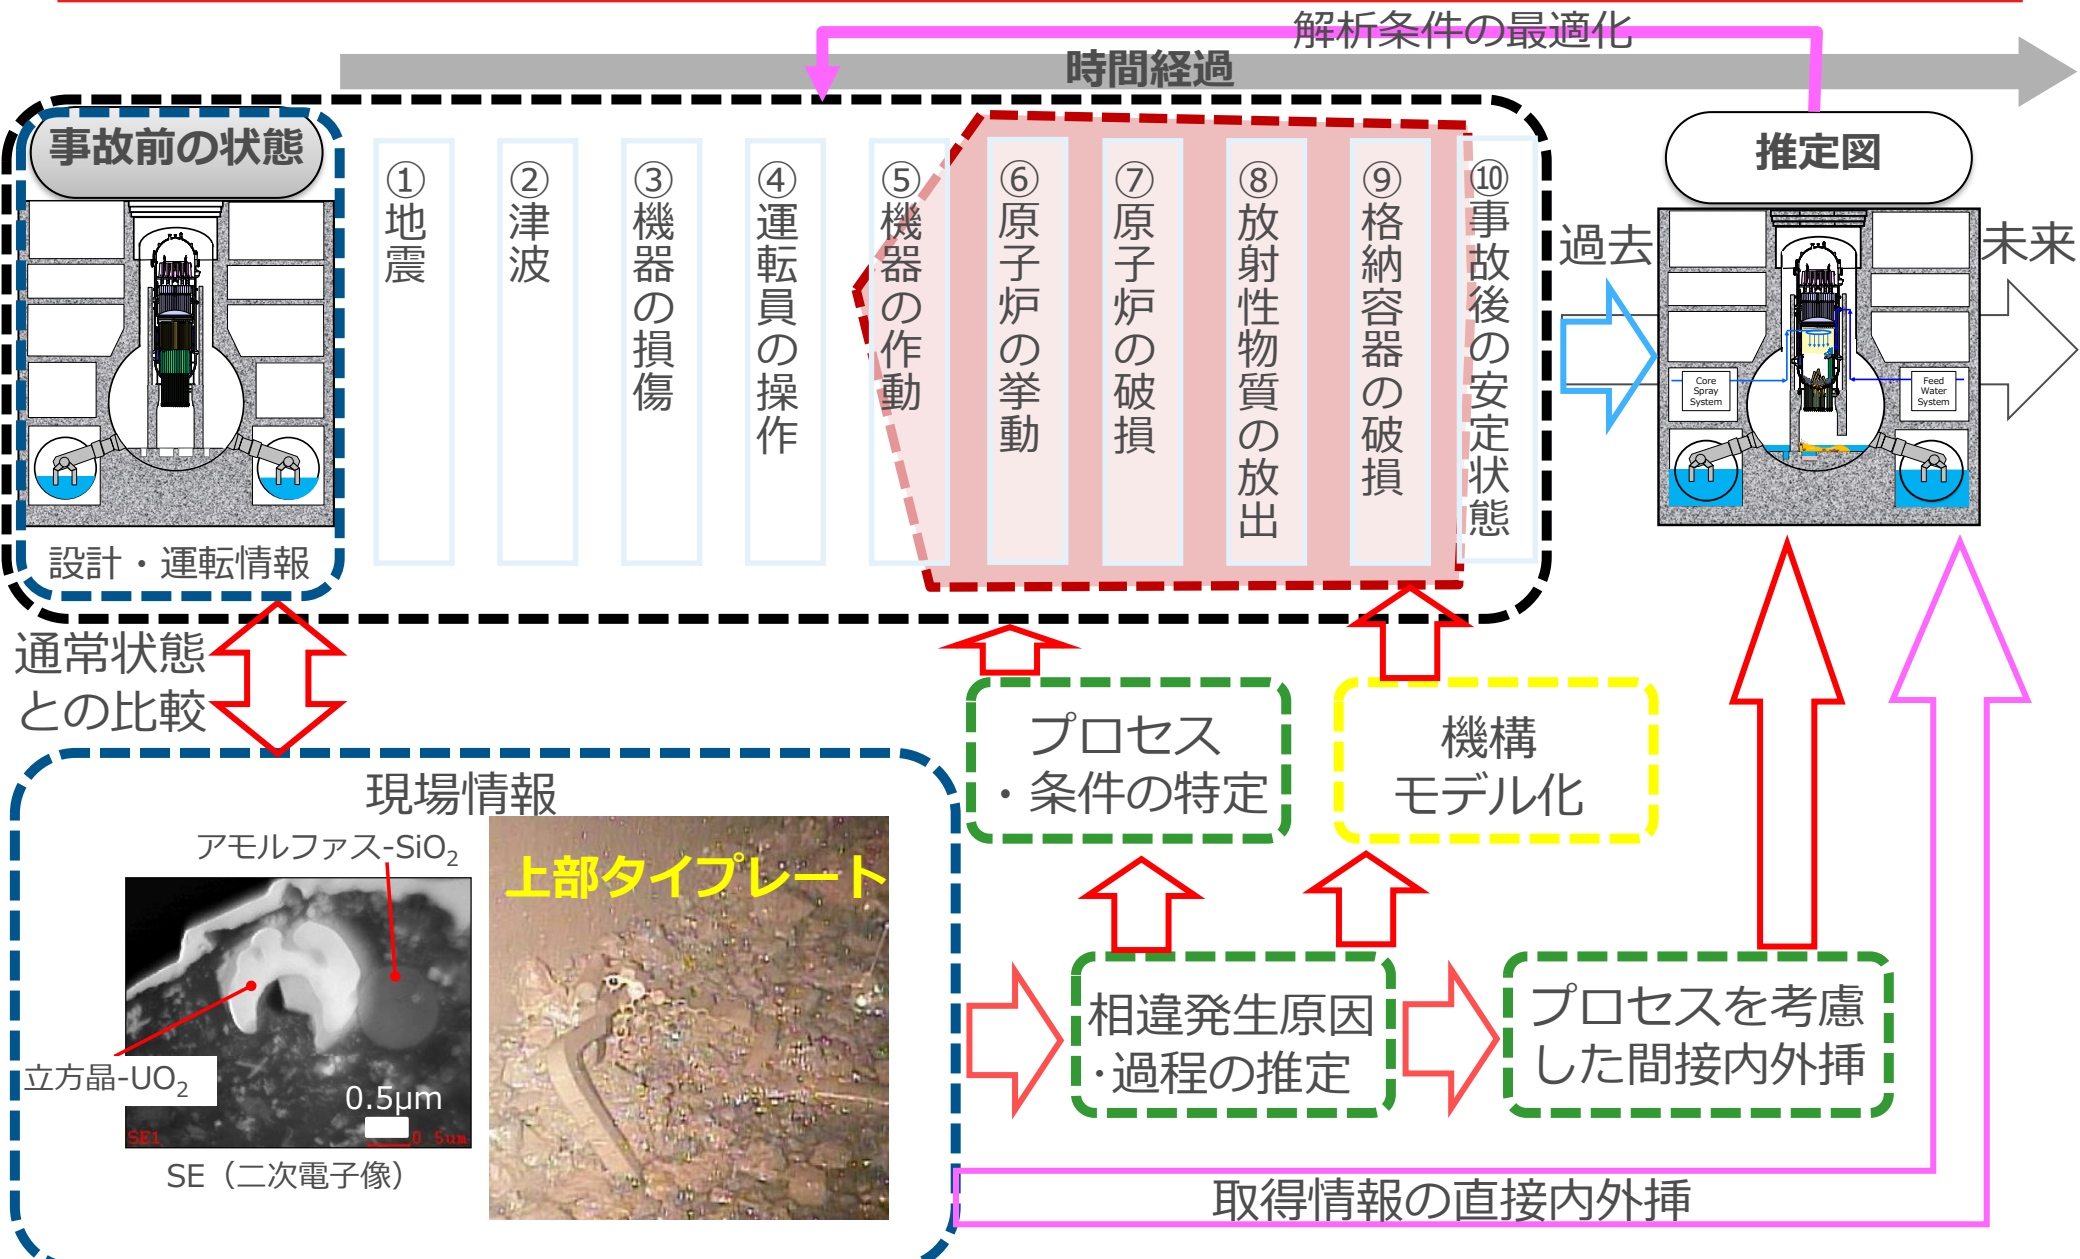 解析条件の最適化
時間経過
事故前の状態
①地震
②津波
③機器の損傷
④運転員の操作
⑤機器の作動
⑥原子炉の挙動
⑦原子炉の破損
⑧放射性物質の放出
⑨格納容器の破損
⑩事故後の安定状態
過去
推定図
未来
Core
Spray
System
Feed
Water
System
設計・運転情報
通常状態
との比較
プロセス
・条件の特定
機構
モデル化
現場情報
アモルファス-SiO₂
上部タイプレート
立方晶-UO₂
0.5μm
SE1
0.5um
SE（二次電子像）
相違発生原因
・過程の推定
プロセスを考慮
した間接内外挿
取得情報の直接内外挿